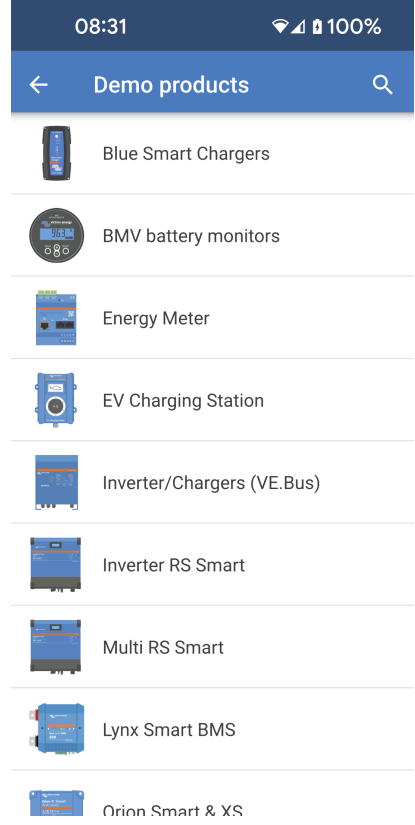 08:31
100%
Demo products
Blue Smart Chargers
BMV battery monitors
Energy Meter
EV Charging Station
Inverter/Chargers (VE.Bus)
Inverter RS Smart
Multi RS Smart
Lynx Smart BMS
Orion Smart & XS